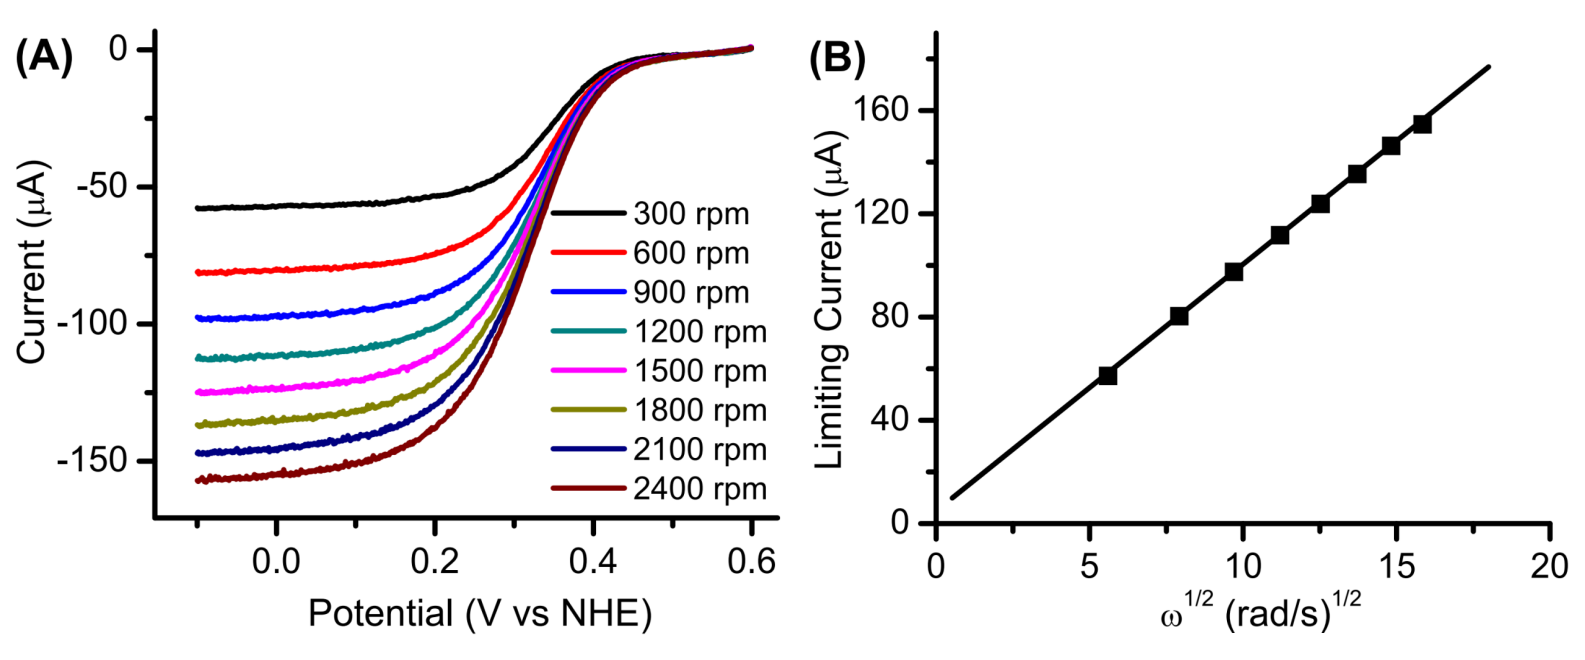 (A)
0
-50
-100
-150
Current (μA)
300 rpm
600 rpm
900 rpm
1200 rpm
1500 rpm
1800 rpm
2100 rpm
2400 rpm
0.0 0.2 0.4 0.6
Potential (V vs NHE)
(B)
160
120
80
40
0
Limiting Current (μA)
0 5 10 15 20
ω^1/2 (rad/s)^1/2